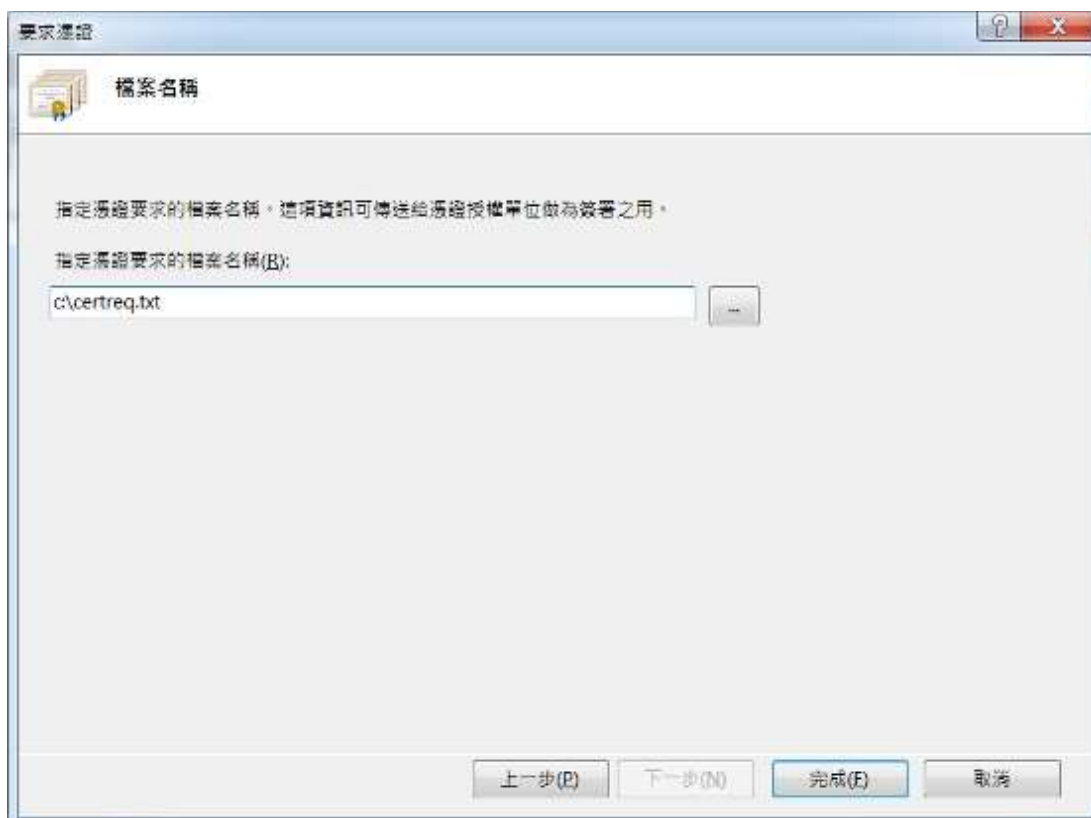 要求憑證
檔案名稱
指定憑證要求的檔案名稱。這項資訊可傳送給憑證授權單位做為簽署之用。
指定憑證要求的檔案名稱(R):
c:\certreq.txt
...
上一步(P) 下一步(N) 完成(F) 取消